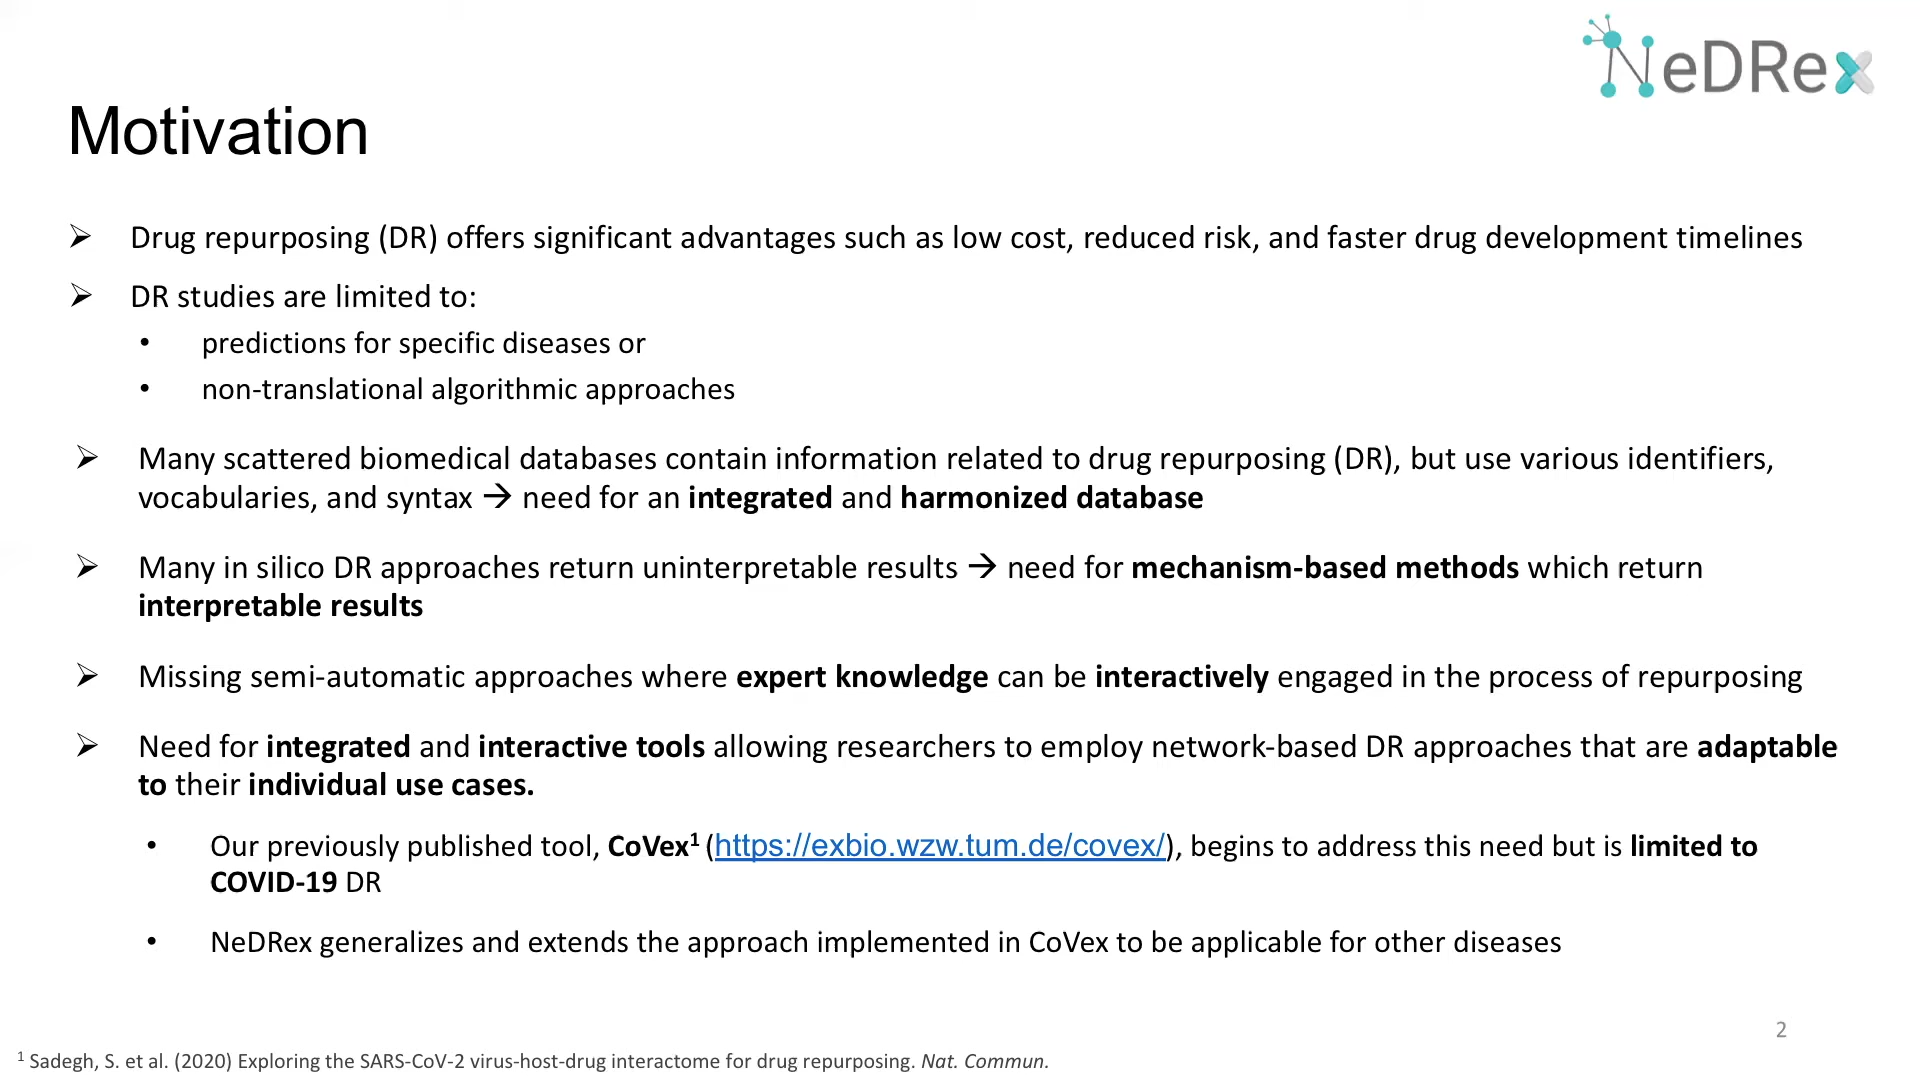 NeDRex
Motivation
➢ Drug repurposing (DR) offers significant advantages such as low cost, reduced risk, and faster drug development timelines
➢ DR studies are limited to:
• predictions for specific diseases or
• non-translational algorithmic approaches
➢ Many scattered biomedical databases contain information related to drug repurposing (DR), but use various identifiers,
vocabularies, and syntax → need for an integrated and harmonized database
➢ Many in silico DR approaches return uninterpretable results → need for mechanism-based methods which return
interpretable results
➢ Missing semi-automatic approaches where expert knowledge can be interactively engaged in the process of repurposing
➢ Need for integrated and interactive tools allowing researchers to employ network-based DR approaches that are adaptable
to their individual use cases.
• Our previously published tool, CoVex¹ (https://exbio.wzw.tum.de/covex/), begins to address this need but is limited to
COVID-19 DR
• NeDRex generalizes and extends the approach implemented in CoVex to be applicable for other diseases
2
¹ Sadegh, S. et al. (2020) Exploring the SARS-CoV-2 virus-host-drug interactome for drug repurposing. Nat. Commun.